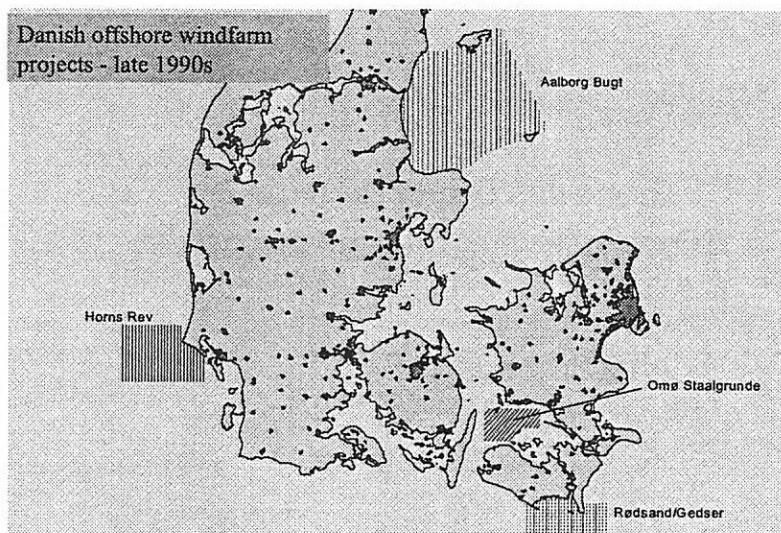 Danish offshore windfarm
projects - late 1990s
Aalborg Bugt
Horns Rev
Omø Staalgrunde
Rødsand/Gedser